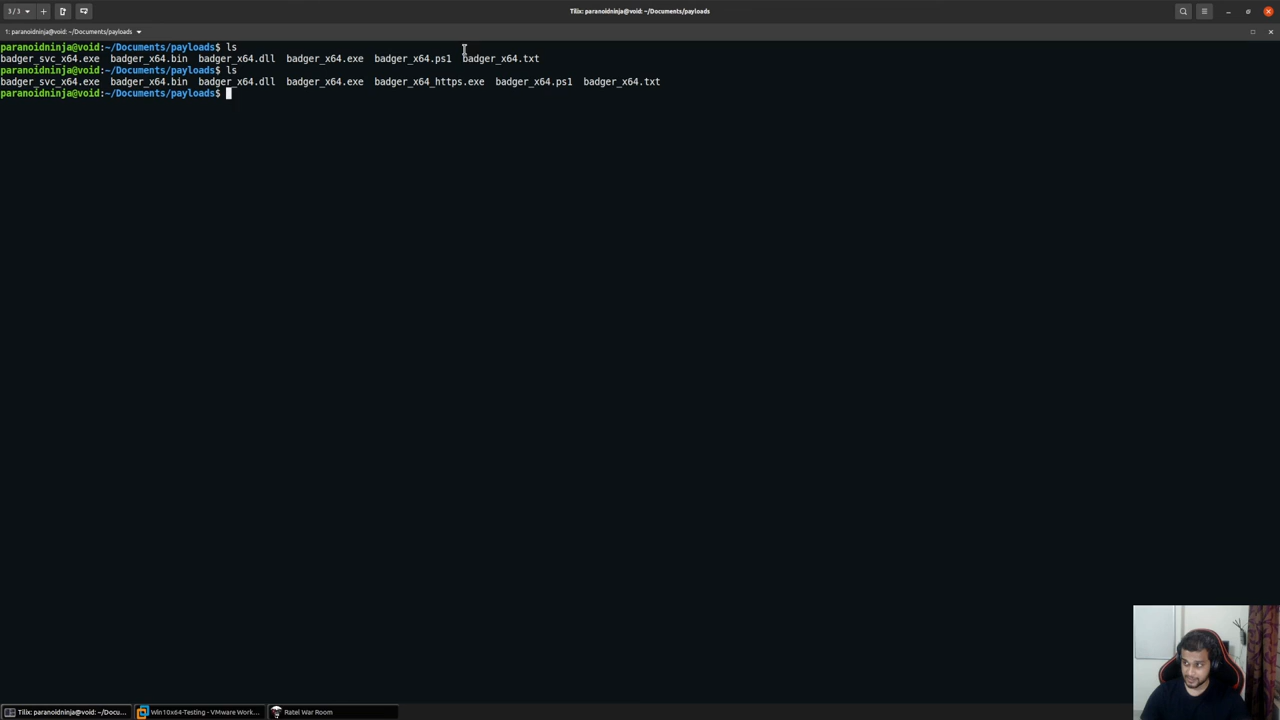 3 / 3
Tilix: paranoidninja@void: ~/Documents/payloads
1: paranoidninja@void: ~/Documents/payloads
paranoidninja@void:~/Documents/payloads$ ls
badger_svc_x64.exe badger_x64.bin badger_x64.dll badger_x64.exe badger_x64.ps1 badger_x64.txt
paranoidninja@void:~/Documents/payloads$ ls
badger_svc_x64.exe badger_x64.bin badger_x64.dll badger_x64.exe badger_x64_https.exe badger_x64.ps1 badger_x64.txt
paranoidninja@void:~/Documents/payloads$
Tilix: paranoidninja@void: ~/Docu... Win10x64-Testing - VMware Work... Ratel War Room